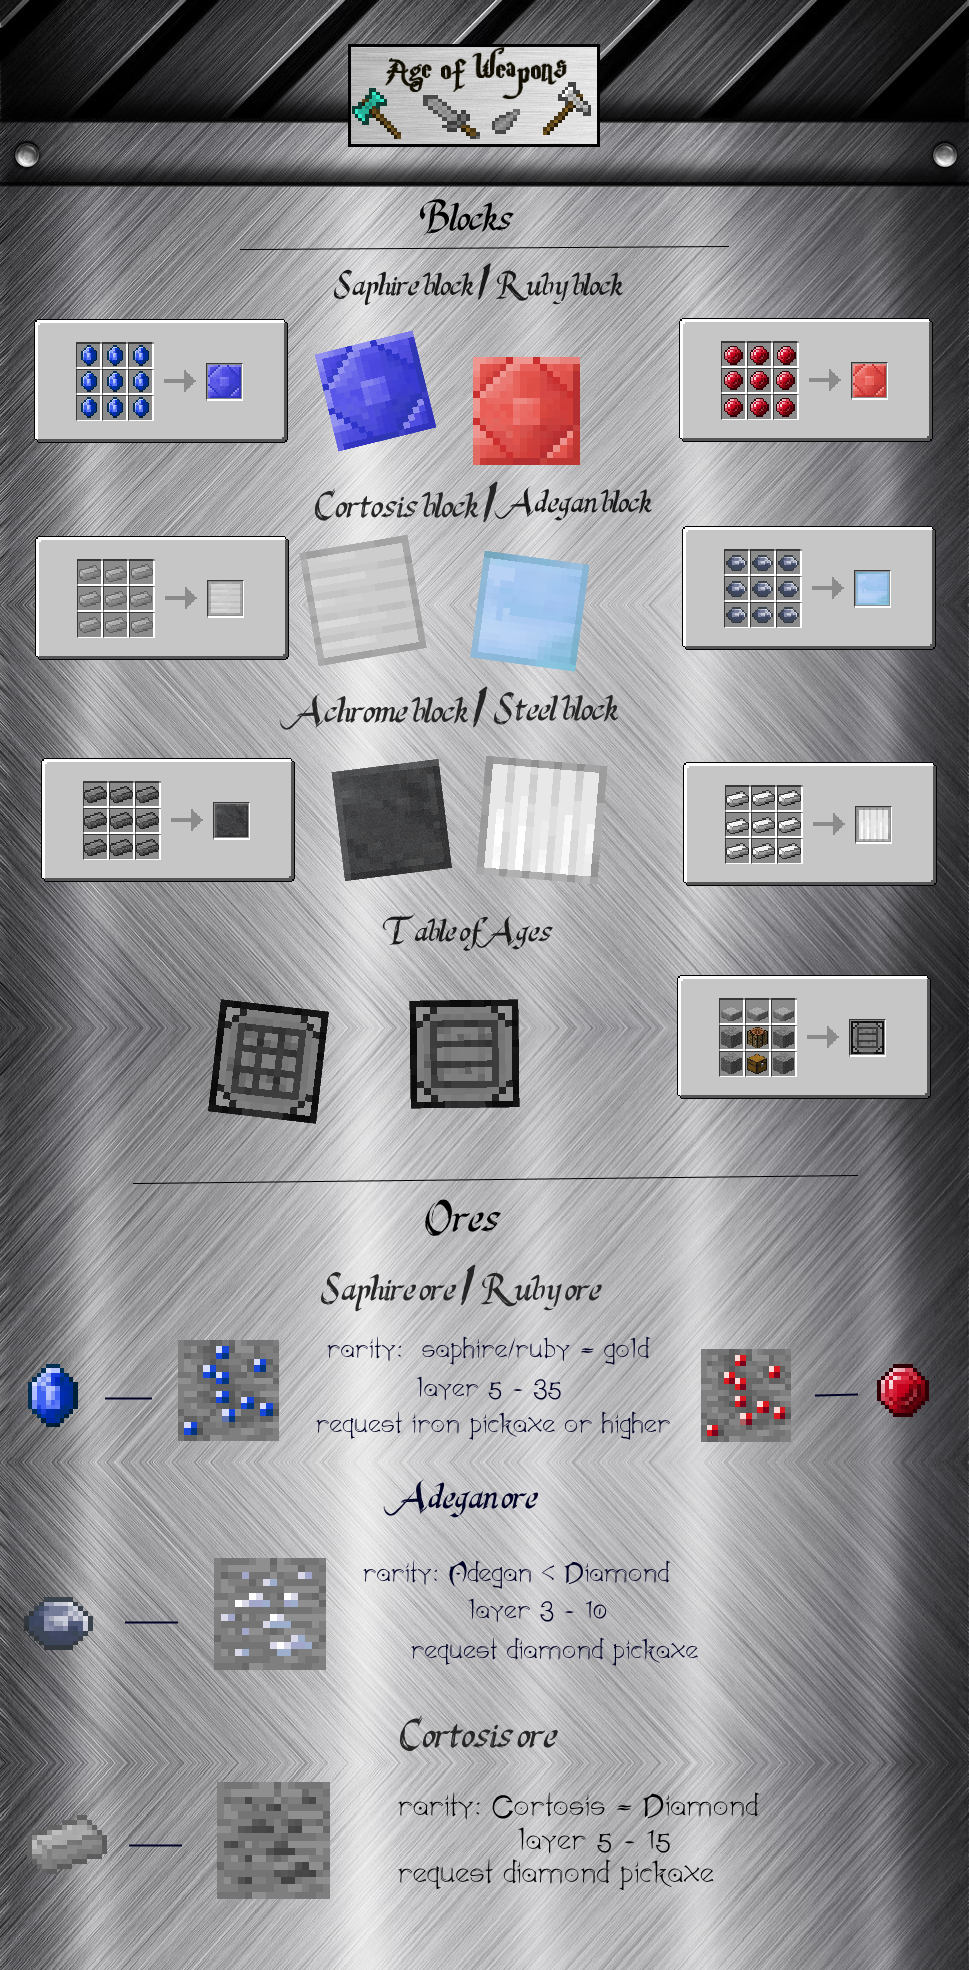 Age of Weapons
Blocks
Saphire block / Ruby block
Cortosis block / Adegan block
Achrome block / Steel block
Table of Ages
Ores
Saphire ore / Ruby ore
rarity: saphire/ruby = gold
layer 5 - 35
request iron pickaxe or higher
Adegan ore
rarity: Adegan < Diamond
layer 3 - 10
request diamond pickaxe
Cortosis ore
rarity: Cortosis = Diamond
layer 5 - 15
request diamond pickaxe